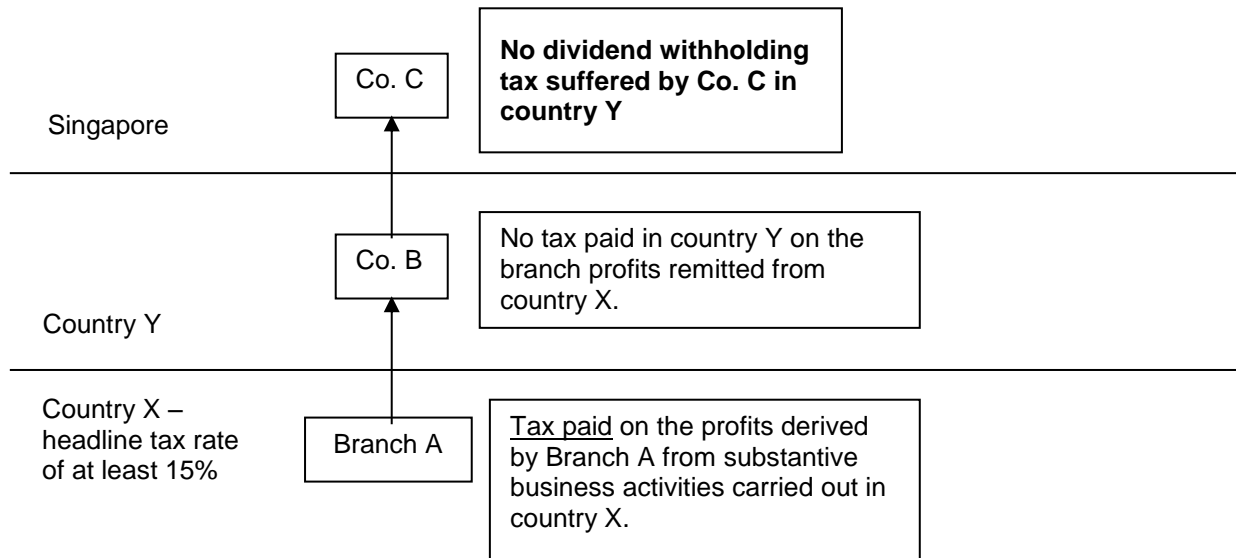 No dividend withholding
tax suffered by Co. C in
country Y
Co. C
Singapore
No tax paid in country Y on the
branch profits remitted from
country X.
Co. B
Country Y
Country X –
headline tax rate
of at least 15%
Branch A
Tax paid on the profits derived
by Branch A from substantive
business activities carried out in
country X.